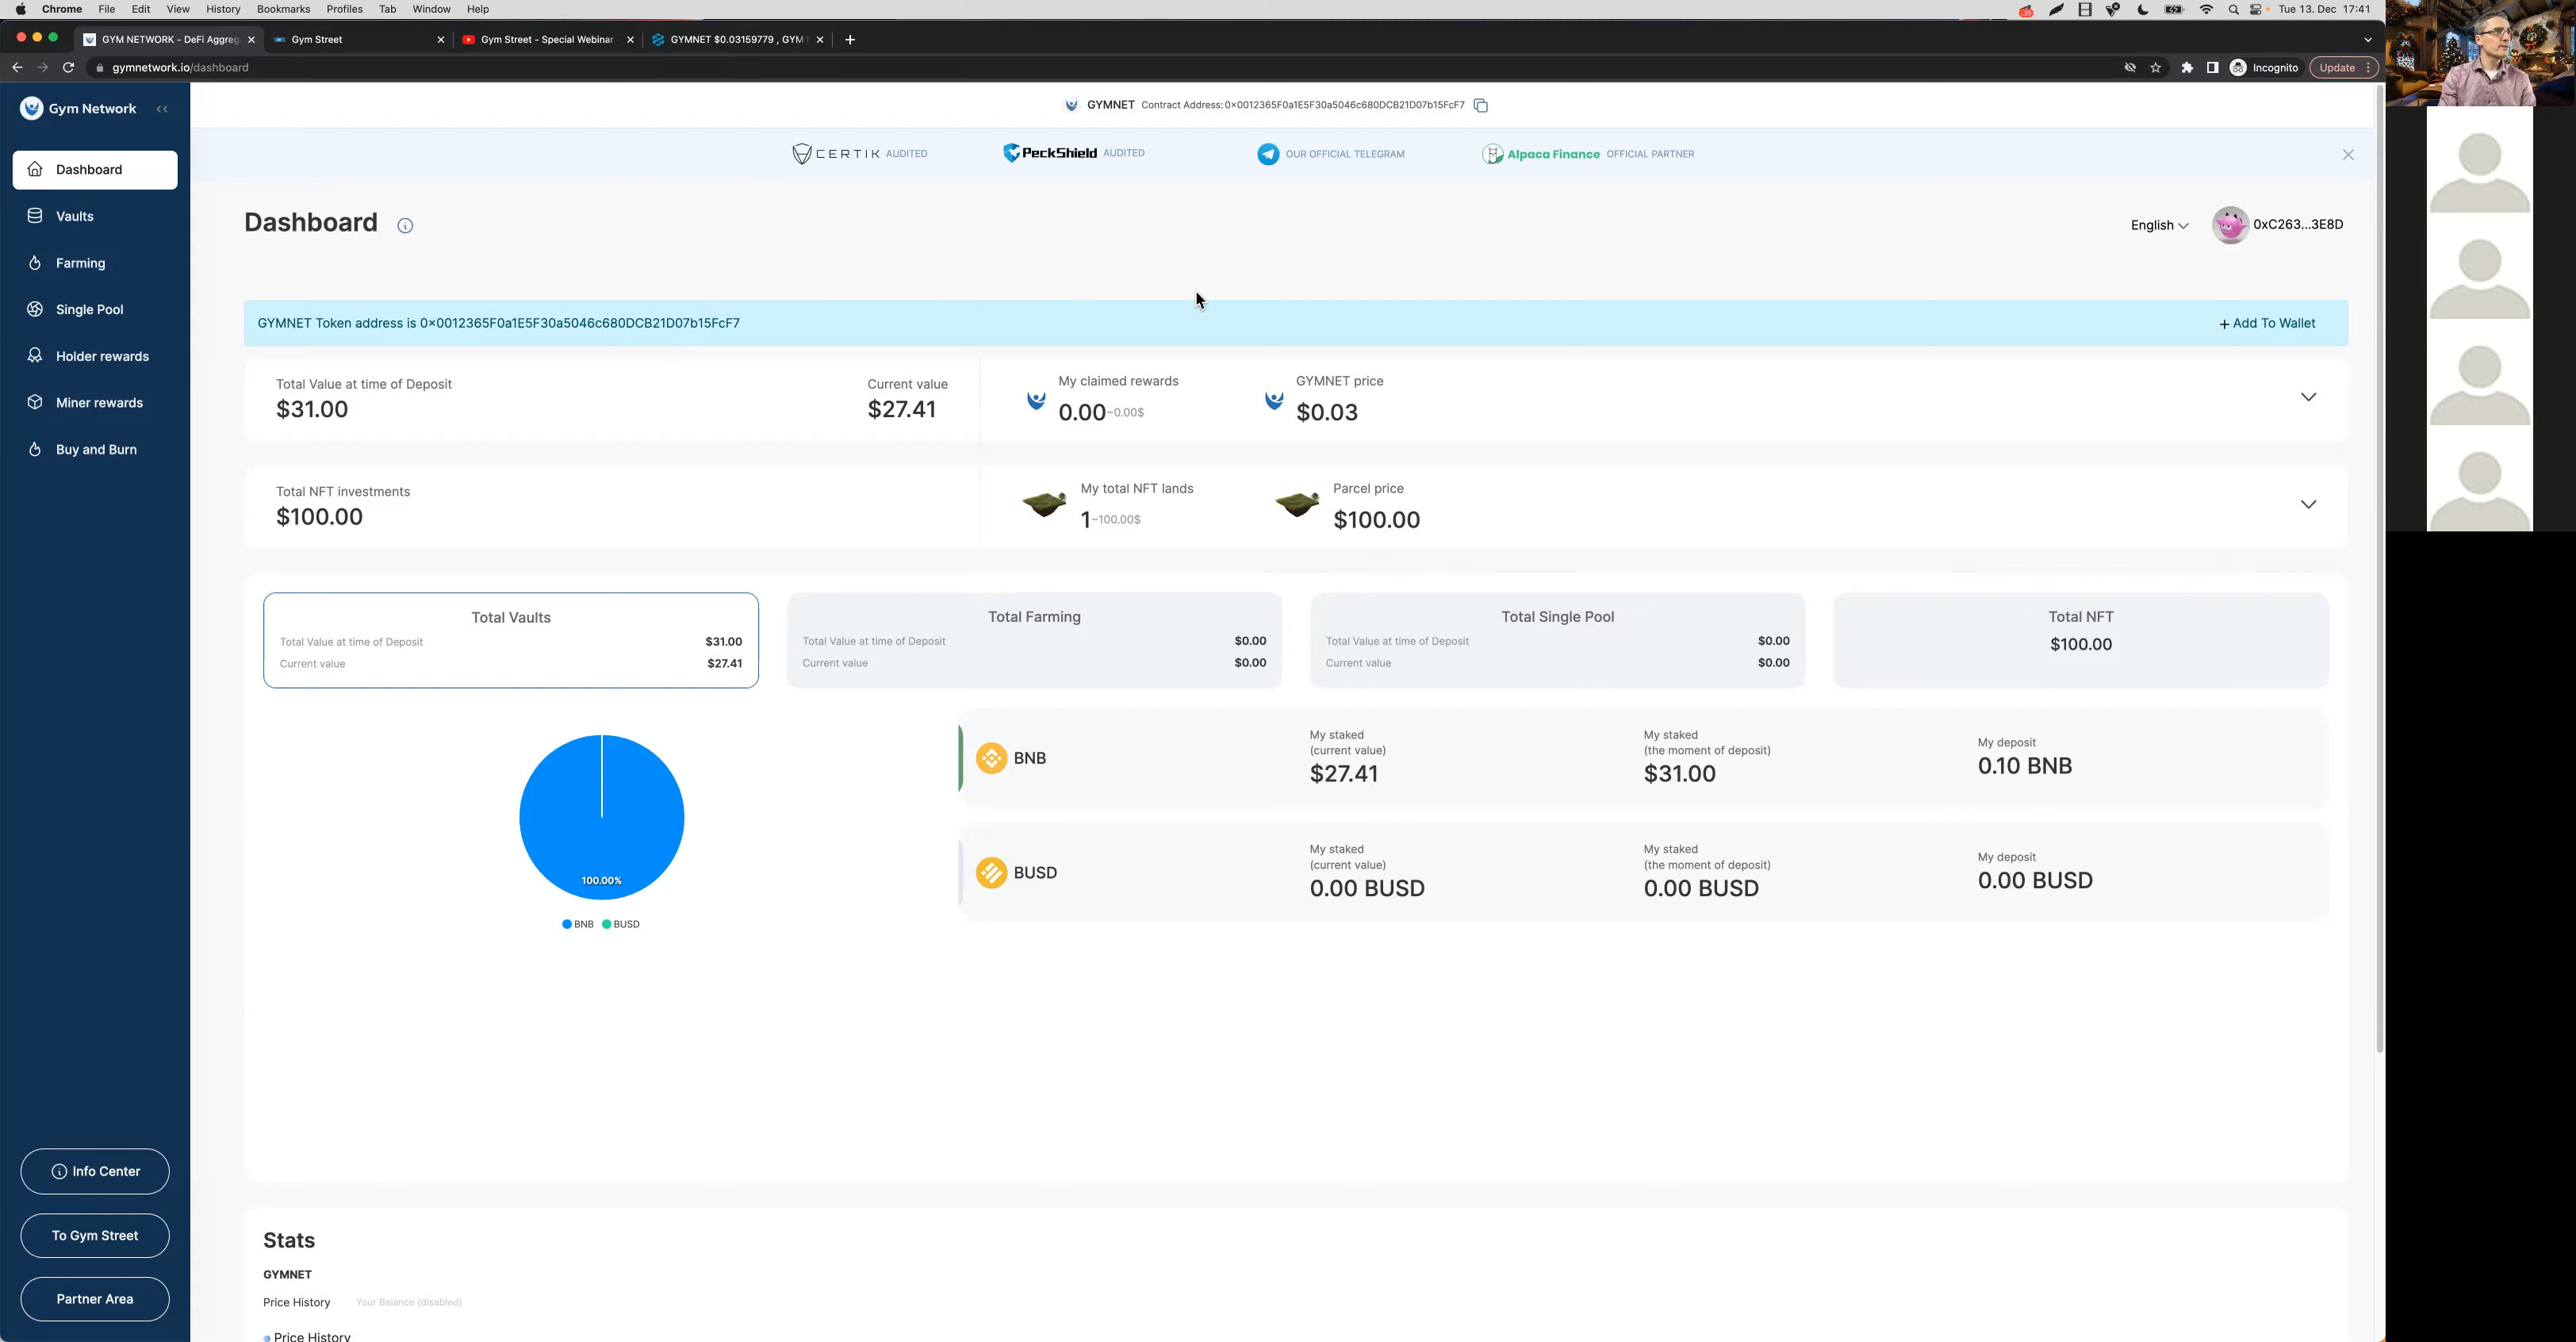 Chrome File Edit View History Bookmarks Profiles Tab Window Help Tue 13. Dec 17:41
GYM NETWORK - DeFi Aggreg Gym Street Gym Street - Special Webinar GYMNET $0.03159779 , GYM
gymnetwork.io/dashboard Incognito Update
Gym Network
GYMNET Contract Address: 0x0012365F0a1E5F30a5046c680DCB21D07b15FcF7
CERTIK AUDITED PeckShield AUDITED OUR OFFICIAL TELEGRAM Alpaca Finance OFFICIAL PARTNER
Dashboard
Vaults
Farming
Single Pool
Holder rewards
Miner rewards
Buy and Burn
Info Center
To Gym Street
Partner Area
Dashboard
English 0xC263...3E8D
GYMNET Token address is 0x0012365F0a1E5F30a5046c680DCB21D07b15FcF7 + Add To Wallet
Total Value at time of Deposit Current value My claimed rewards GYMNET price
$31.00 $27.41 0.00 ~0.00$ $0.03
Total NFT investments My total NFT lands Parcel price
$100.00 1 ~100.00$ $100.00
Total Vaults
Total Value at time of Deposit $31.00
Current value $27.41
Total Farming
Total Value at time of Deposit $0.00
Current value $0.00
Total Single Pool
Total Value at time of Deposit $0.00
Current value $0.00
Total NFT
$100.00
100.00%
BNB BUSD
BNB
My staked
(current value)
$27.41
My staked
(the moment of deposit)
$31.00
My deposit
0.10 BNB
BUSD
My staked
(current value)
0.00 BUSD
My staked
(the moment of deposit)
0.00 BUSD
My deposit
0.00 BUSD
Stats
GYMNET
Price History Your Balance (disabled)
Price History